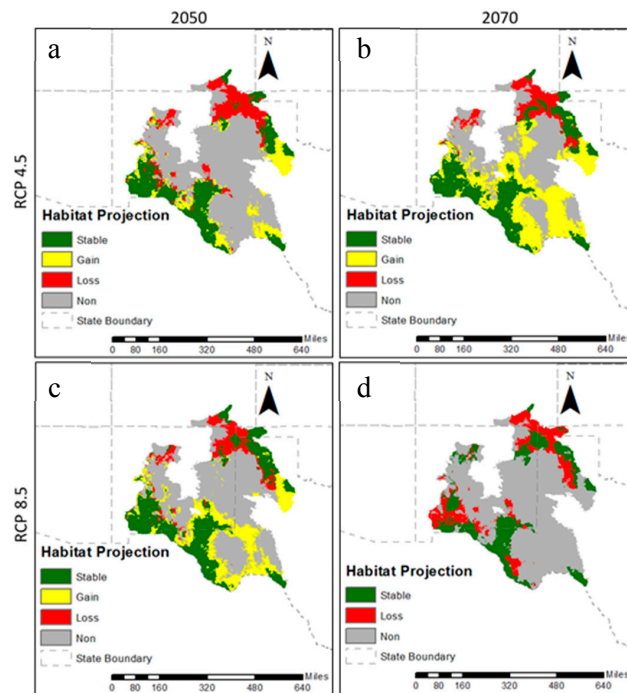 2050
2070
a
N
b
N
RCP 4.5
Habitat Projection
Stable
Gain
Loss
Non
State Boundary
Miles
0 80 160 320 480 640
Habitat Projection
Stable
Gain
Loss
Non
State Boundary
Miles
0 80 160 320 480 640
c
N
d
N
RCP 8.5
Habitat Projection
Stable
Gain
Loss
Non
State Boundary
Miles
0 80 160 320 480 640
Habitat Projection
Stable
Loss
Non
State Boundary
Miles
0 80 160 320 480 640